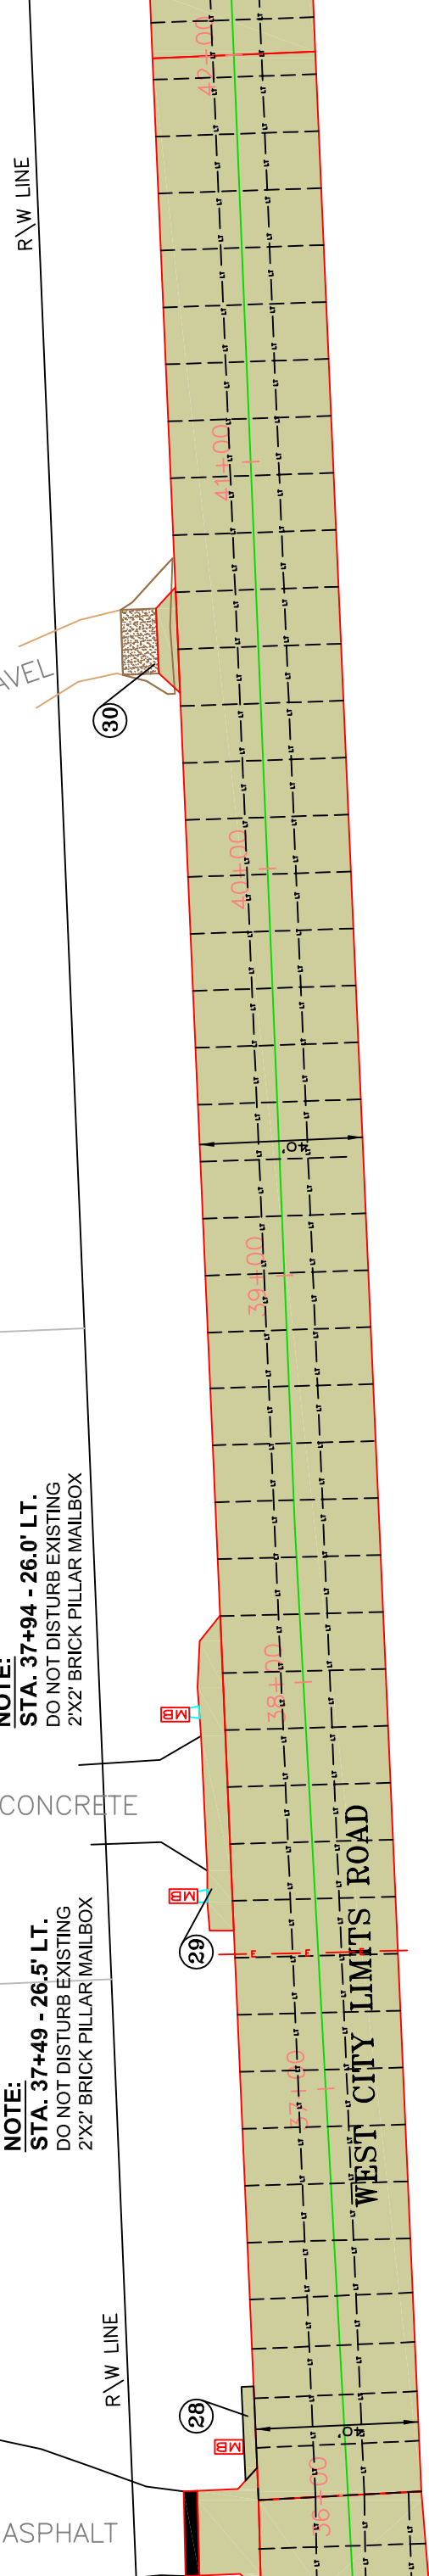 R\W LINE
42+00
41+00
AVEL
30
40+00
40'
39+00
NOTE:
STA. 37+94 - 26.0' LT.
DO NOT DISTURB EXISTING
2'X2' BRICK PILLAR MAILBOX
38+00
MB
CONCRETE
MB
29
NOTE:
STA. 37+49 - 26.5' LT.
DO NOT DISTURB EXISTING
2'X2' BRICK PILLAR MAILBOX
E E E
WEST CITY LIMITS ROAD
37+00
R\W LINE
28
MB
40'
36+00
ASPHALT